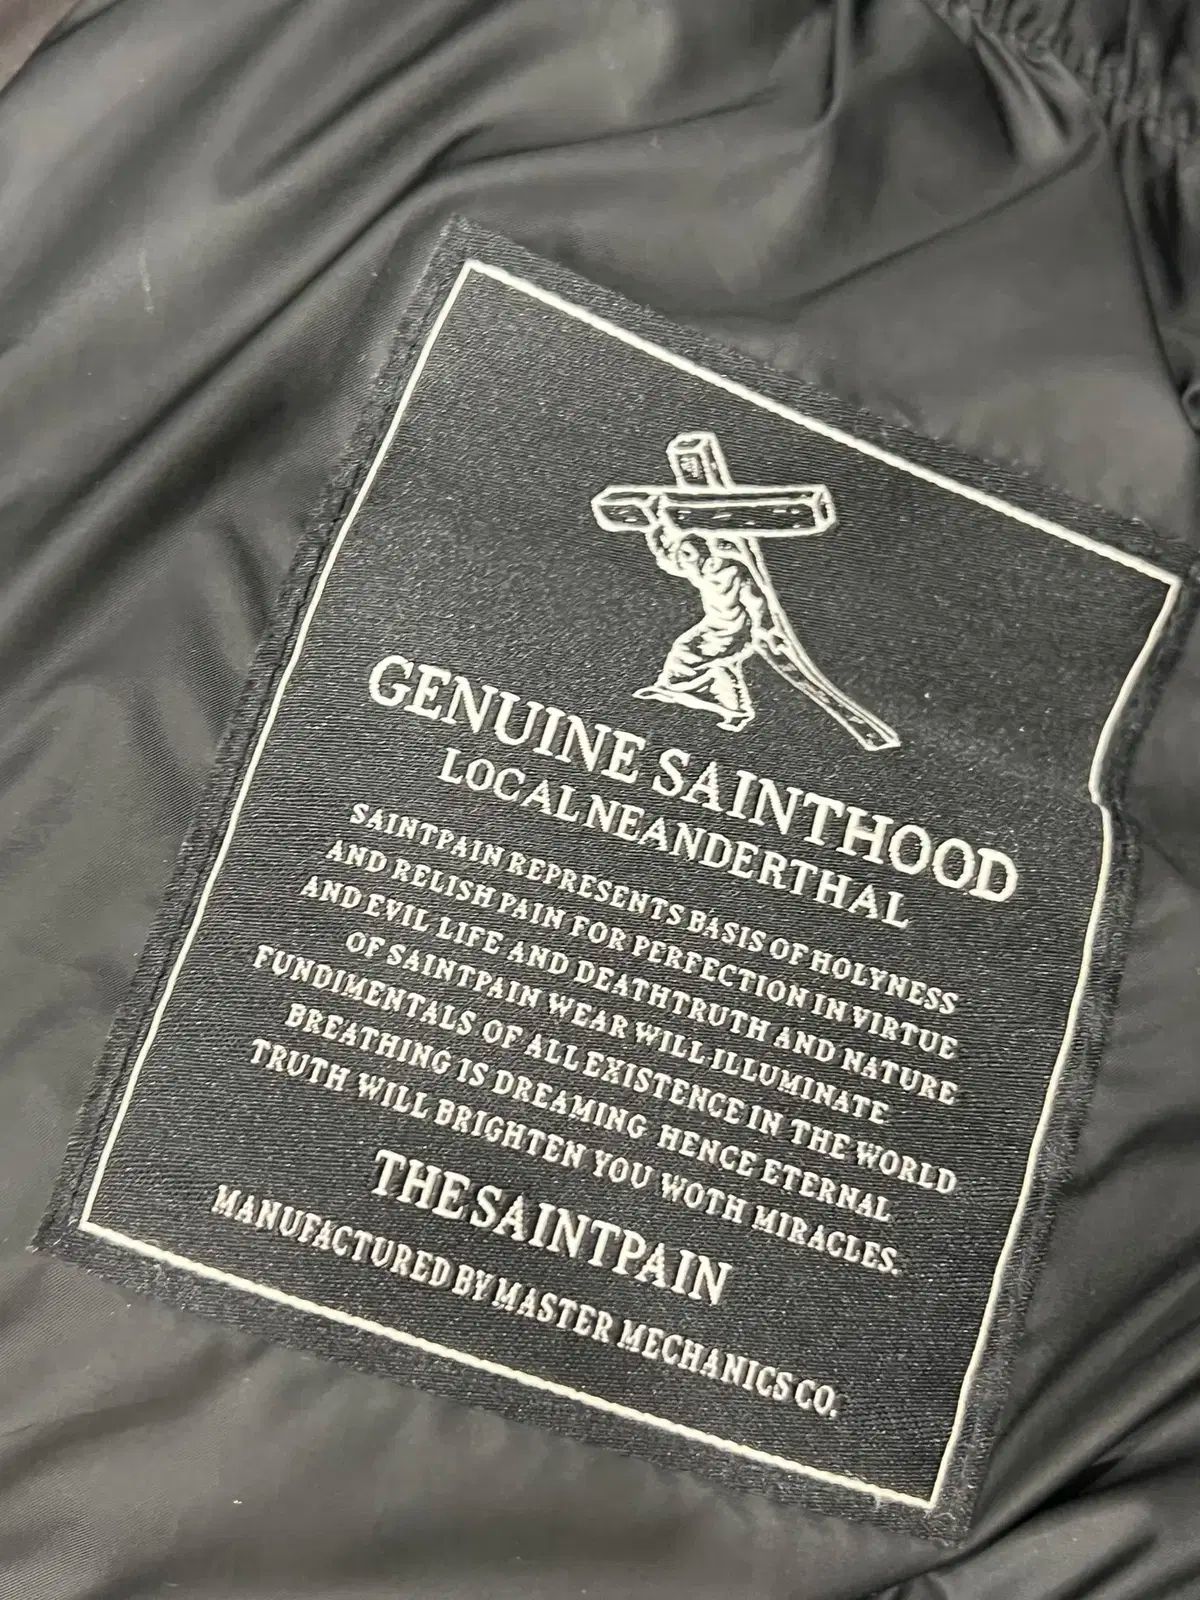 GENUINE SAINTHOOD
LOCALNEANDERTHAL
SAINTPAIN REPRESENTS BASIS OF HOLYNESS
AND RELISH PAIN FOR PERFECTION IN VIRTUE
AND EVIL LIFE AND DEATHTRUTH AND NATURE
OF SAINTPAIN WEAR WILL ILLUMINATE
FUNDIMENTALS OF ALL EXISTENCE IN THE WORLD
BREATHING IS DREAMING HENCE ETERNAL
TRUTH WILL BRIGHTEN YOU WOTH MIRACLES.
THE SAINTPAIN
MANUFACTURED BY MASTER MECHANICS CO.